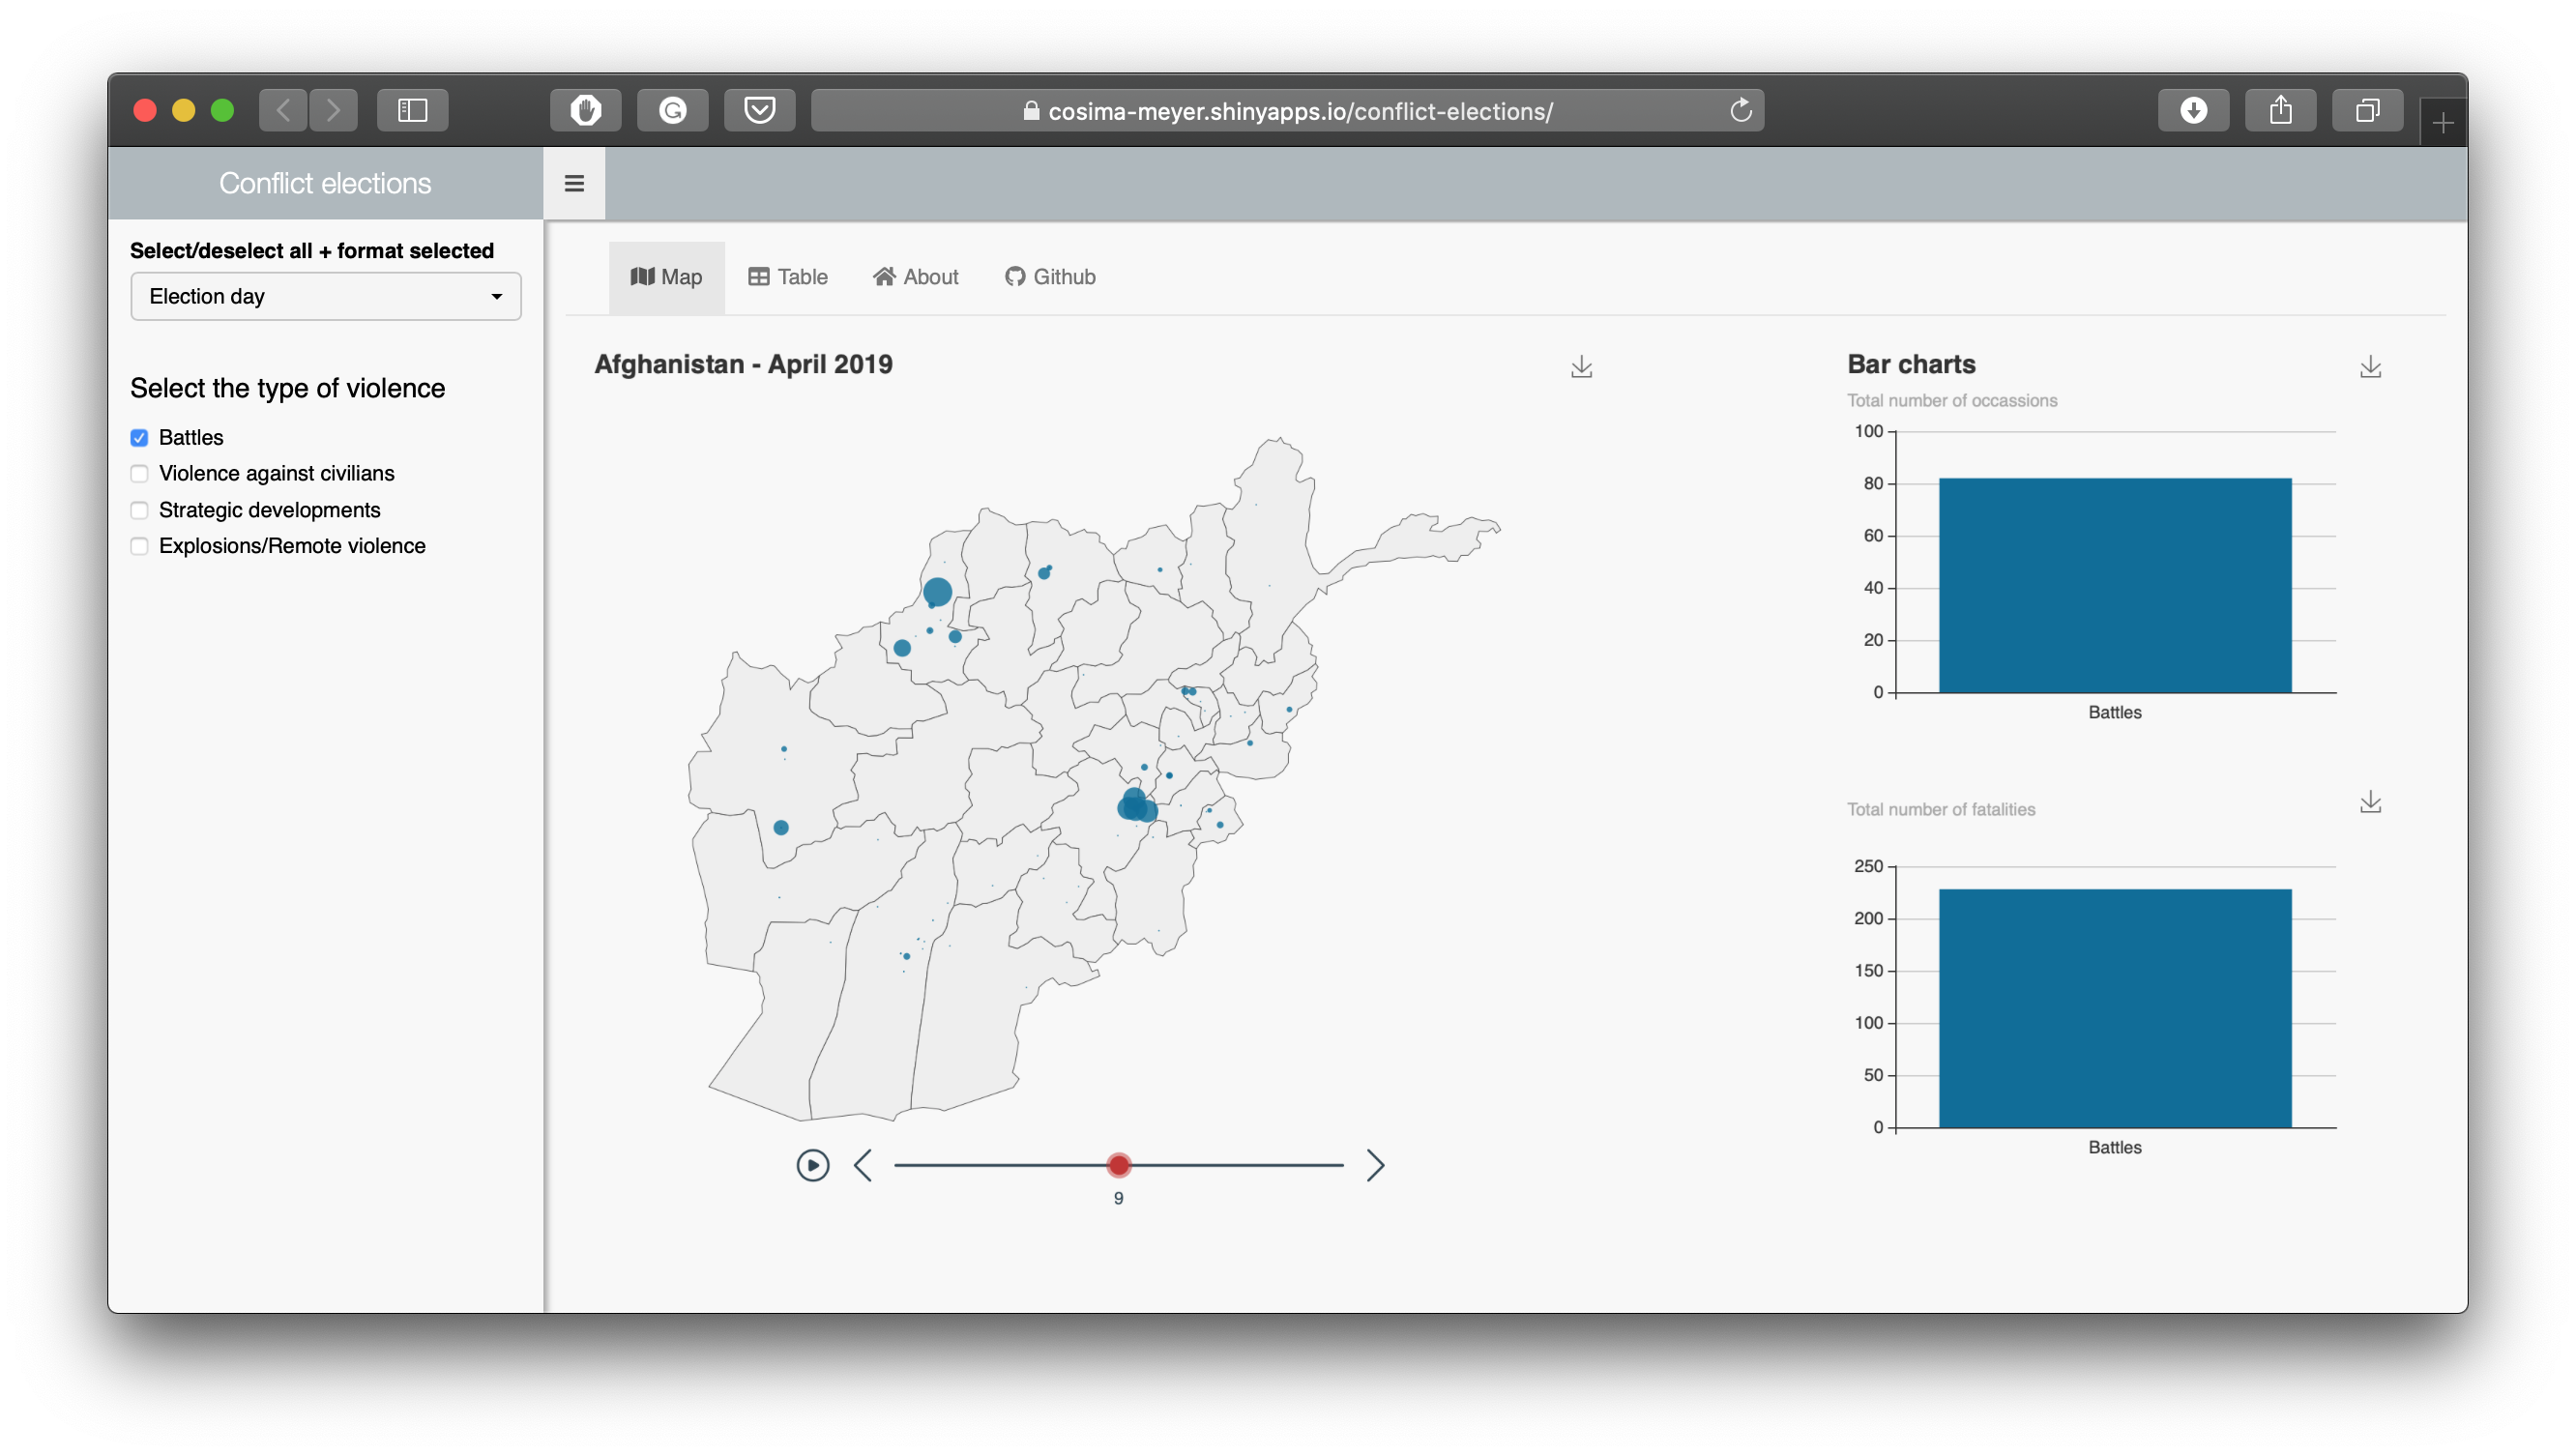 cosima-meyer.shinyapps.io/conflict-elections/
Conflict elections
Select/deselect all + format selected
Election day
Select the type of violence
Battles
Violence against civilians
Strategic developments
Explosions/Remote violence
Map
Table
About
Github
Afghanistan - April 2019
9
Bar charts
Total number of occassions
100
80
60
40
20
0
Battles
Total number of fatalities
250
200
150
100
50
0
Battles